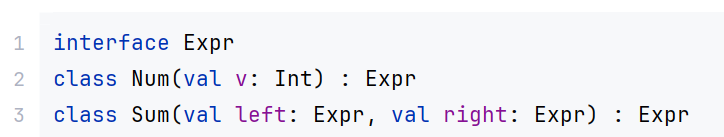 1 interface Expr
2 class Num(val v: Int) : Expr
3 class Sum(val left: Expr, val right: Expr) : Expr